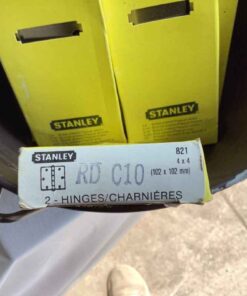 STANLEY
STANLEY
STANLEY
RD C10
821
4 x 4
(102 x 102 mm)
2 - HINGES/CHARNIÈRES